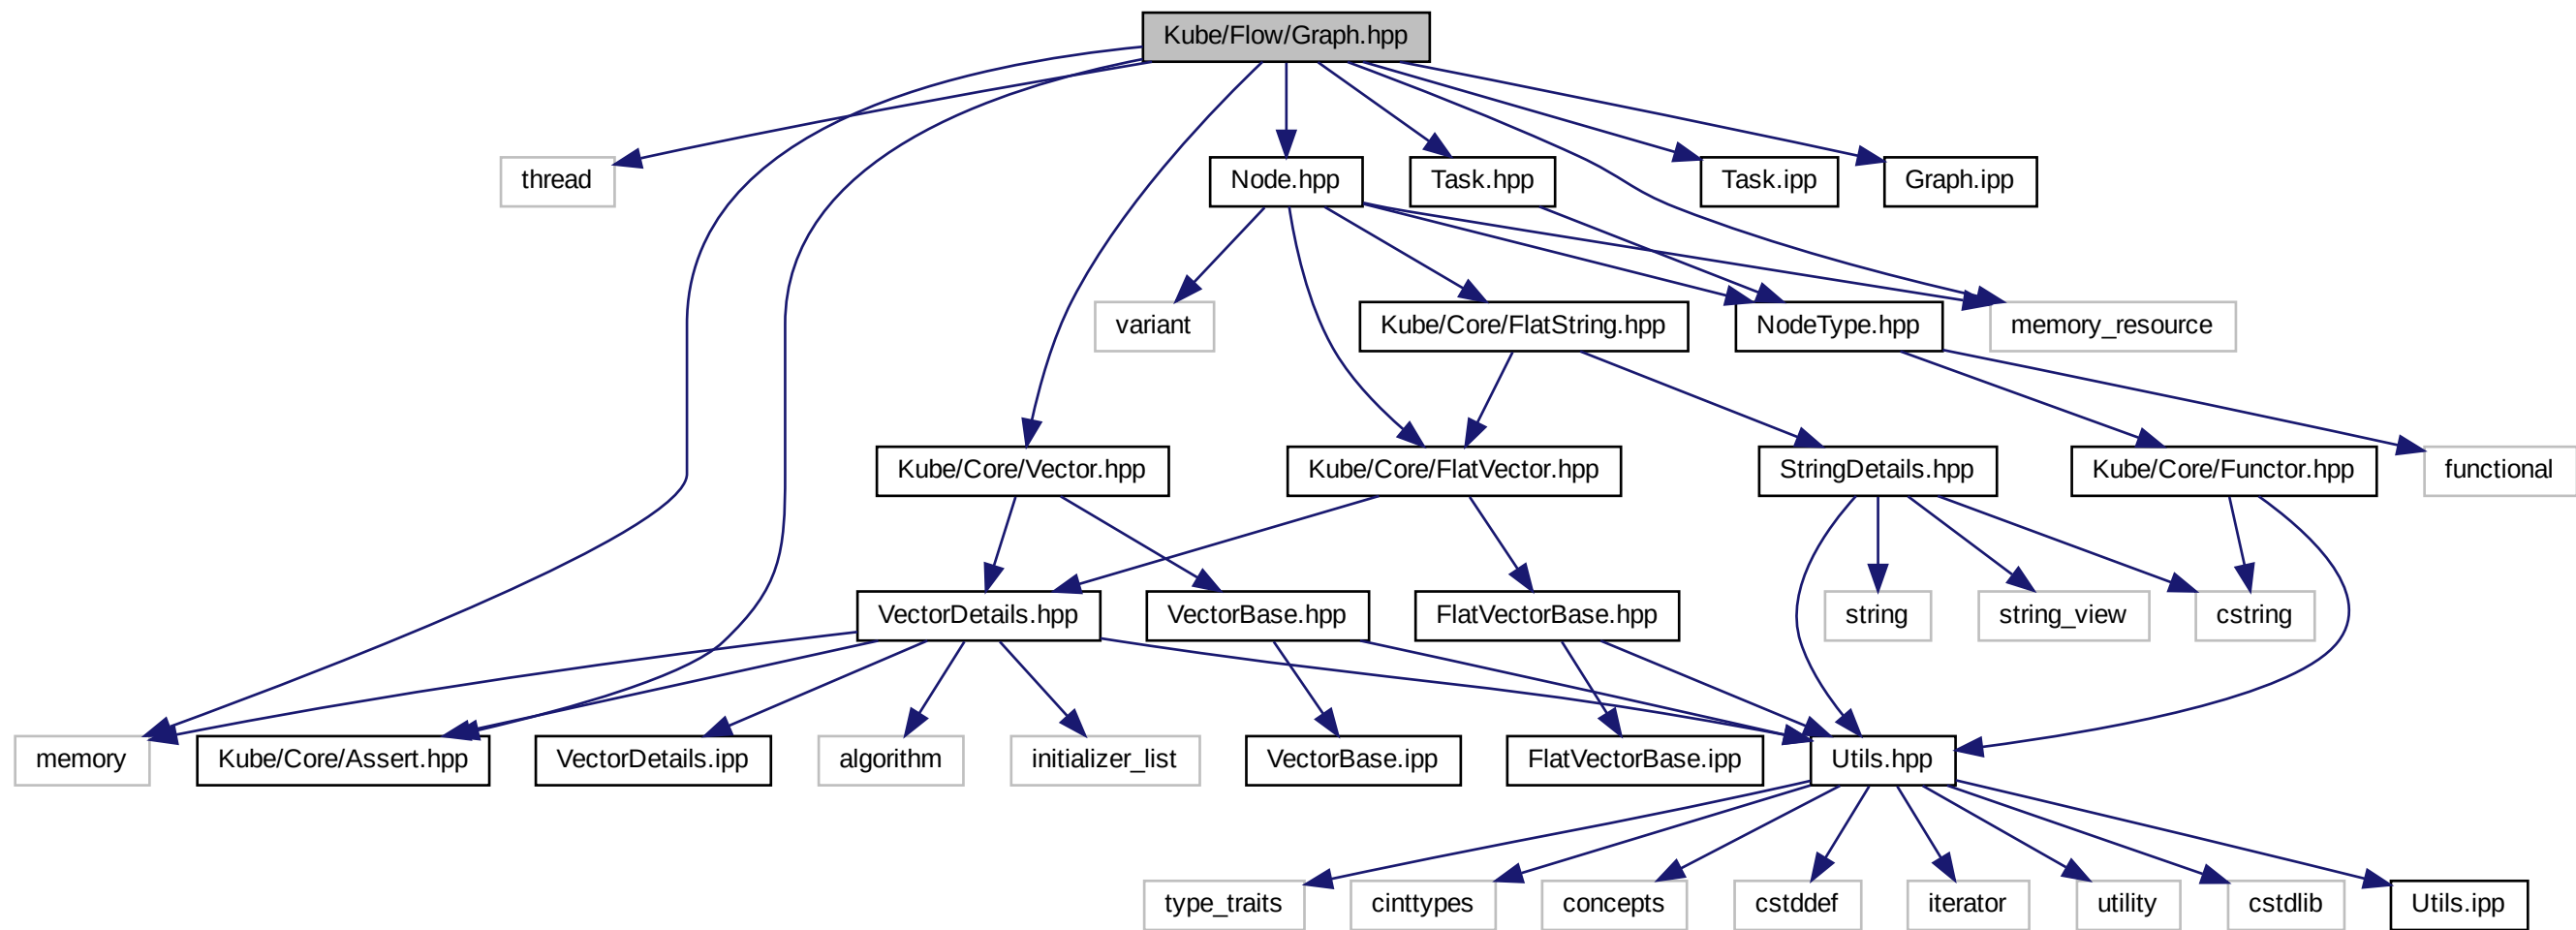 Kube/Flow/Graph.hpp
thread
Node.hpp
Task.hpp
Task.ipp
Graph.ipp
variant
Kube/Core/FlatString.hpp
NodeType.hpp
memory_resource
Kube/Core/Vector.hpp
Kube/Core/FlatVector.hpp
StringDetails.hpp
Kube/Core/Functor.hpp
functional
VectorDetails.hpp
VectorBase.hpp
FlatVectorBase.hpp
string
string_view
cstring
memory
Kube/Core/Assert.hpp
VectorDetails.ipp
algorithm
initializer_list
VectorBase.ipp
FlatVectorBase.ipp
Utils.hpp
type_traits
cinttypes
concepts
cstddef
iterator
utility
cstdlib
Utils.ipp